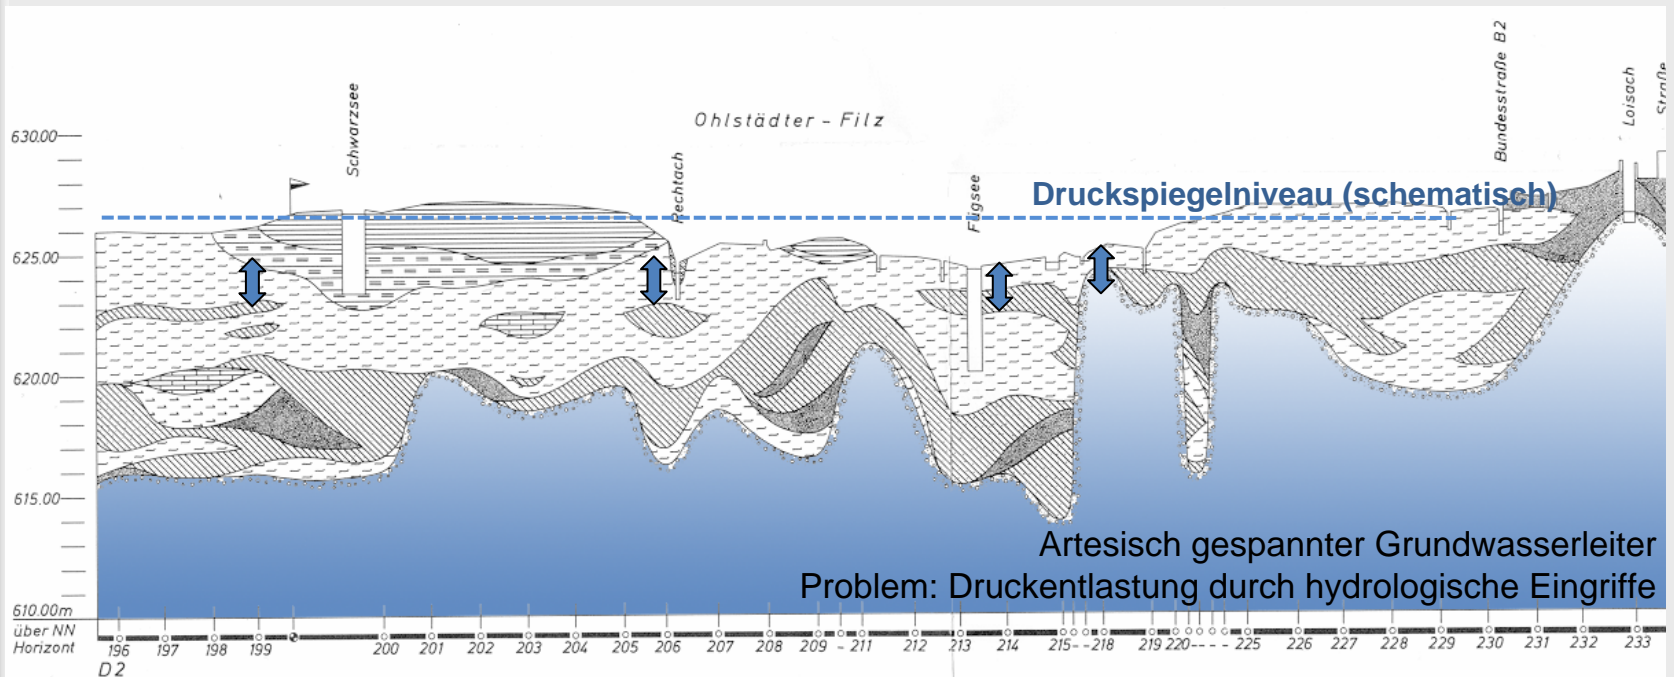 Ohlstädter - Filz
Schwarzsee
Rechtach
Fügsee
Bundesstraße B2
Loisach
Straße
Druckspiegelniveau (schematisch)
630.00
625.00
620.00
615.00
610.00m
über NN
Horizont
Artesisch gespannter Grundwasserleiter
Problem: Druckentlastung durch hydrologische Eingriffe
196 197 198 199 200 201 202 203 204 205 206 207 208 209 - 211 212 213 214 215 - - 218 219 220 - - - - 225 226 227 228 229 230 231 232 233
D2